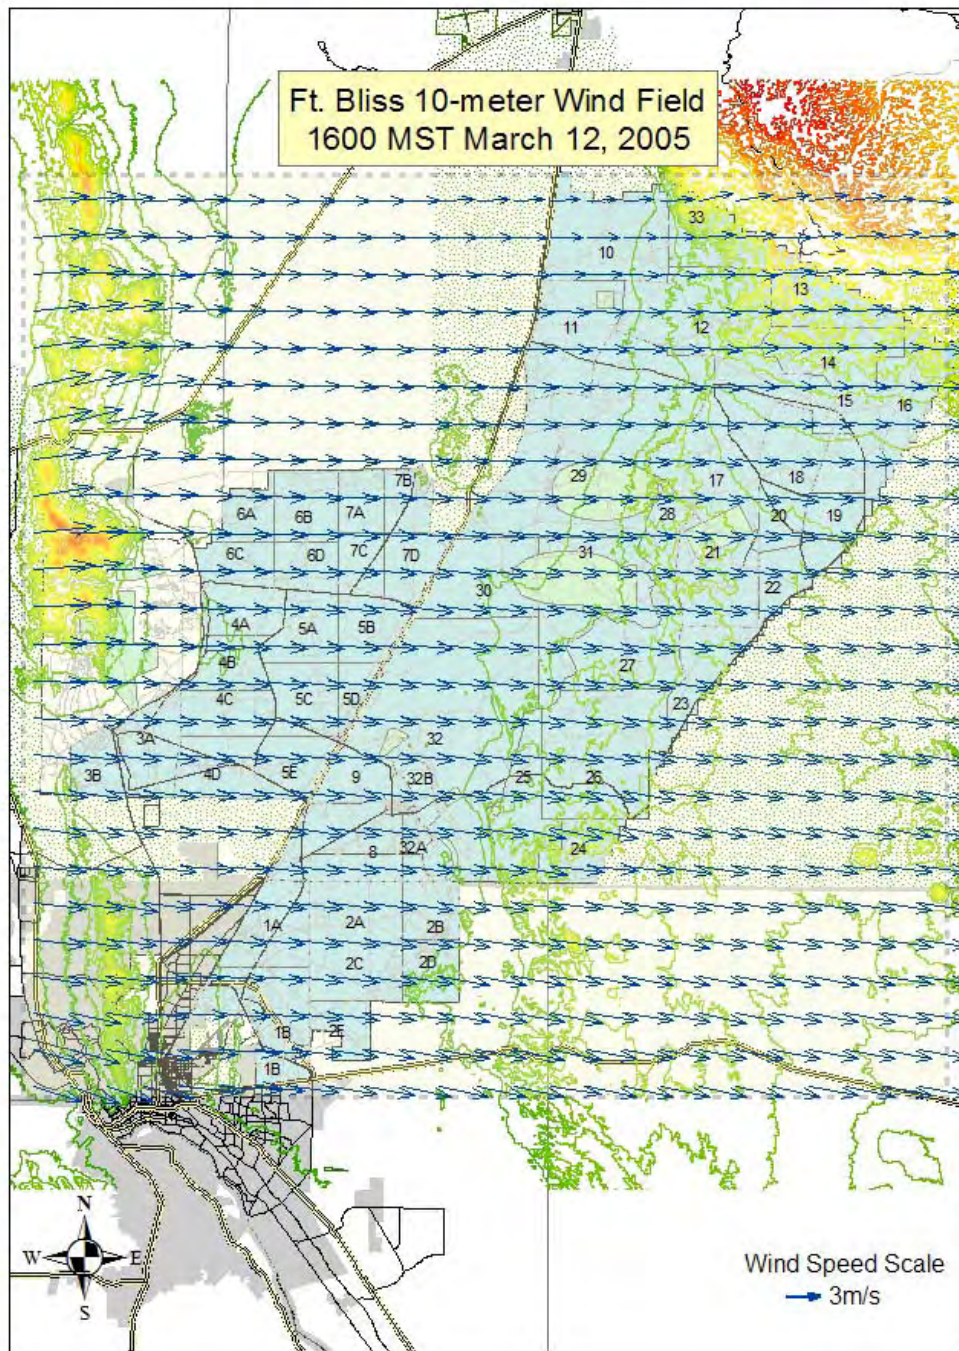 Ft. Bliss 10-meter Wind Field
1600 MST March 12, 2005
33
10
13
11
12
14
15
16
7B
29
17
18
6A
6B
7A
28
20
19
6C
6D
7C
7D
31
21
30
22
4A
5A
5B
4B
27
4C
5C
5D
23
3A
32
3B
4D
5E
9
32B
25
26
8
32A
24
1A
2A
2B
2C
2D
1B
2E
1B
N
W
E
S
Wind Speed Scale
3m/s